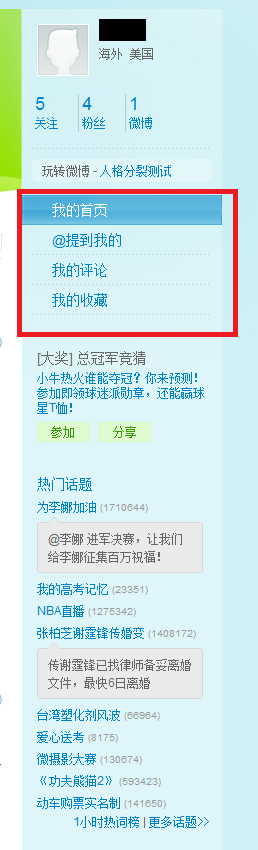 海外 美国
5 4 1
关注 粉丝 微博
玩转微博 - 人格分裂测试
我的首页
@提到我的
我的评论
我的收藏
[大奖] 总冠军竞猜
小牛热火谁能夺冠？你来预测！
参加即领球迷派勋章，还能赢球
星T恤！
参加 分享
热门话题
为李娜加油 (1710644)
@李娜 进军决赛，让我们
给李娜征集百万祝福！
我的高考记忆 (23351)
NBA直播 (1275342)
张柏芝谢霆锋传婚变 (1408172)
传谢霆锋已找律师备妥离婚
文件，最快6日离婚
台湾塑化剂风波 (66964)
爱心送考 (8175)
微摄影大赛 (130674)
《功夫熊猫2》 (593423)
动车购票实名制 (141650)
1小时热词榜 | 更多话题>>